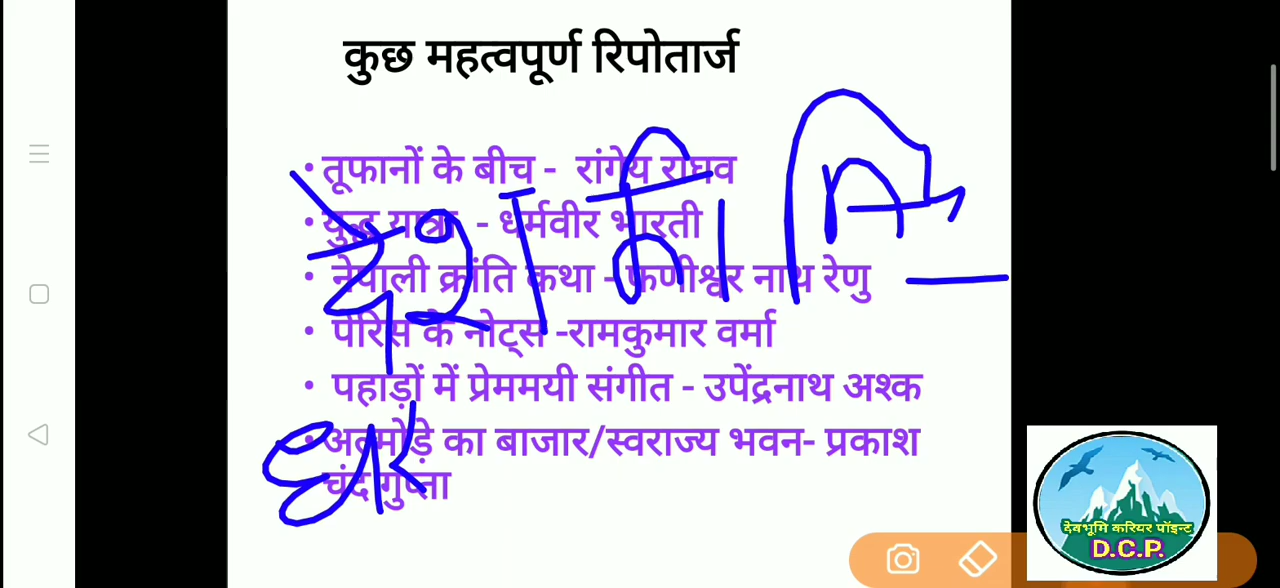 कुछ महत्वपूर्ण रिपोतार्ज
• तूफानों के बीच - रांगेय राघव
• युद्ध यात्रा - धर्मवीर भारती
• नेपाली क्रांति कथा - फणीश्वर नाथ रेणु
• पेरिस के नोट्स -रामकुमार वर्मा
• पहाड़ों में प्रेममयी संगीत - उपेंद्रनाथ अश्क
• अल्मोड़े का बाजार/स्वराज्य भवन- प्रकाश
चंद गुप्ता
देवभूमि करियर पॉइन्ट
D.C.P.